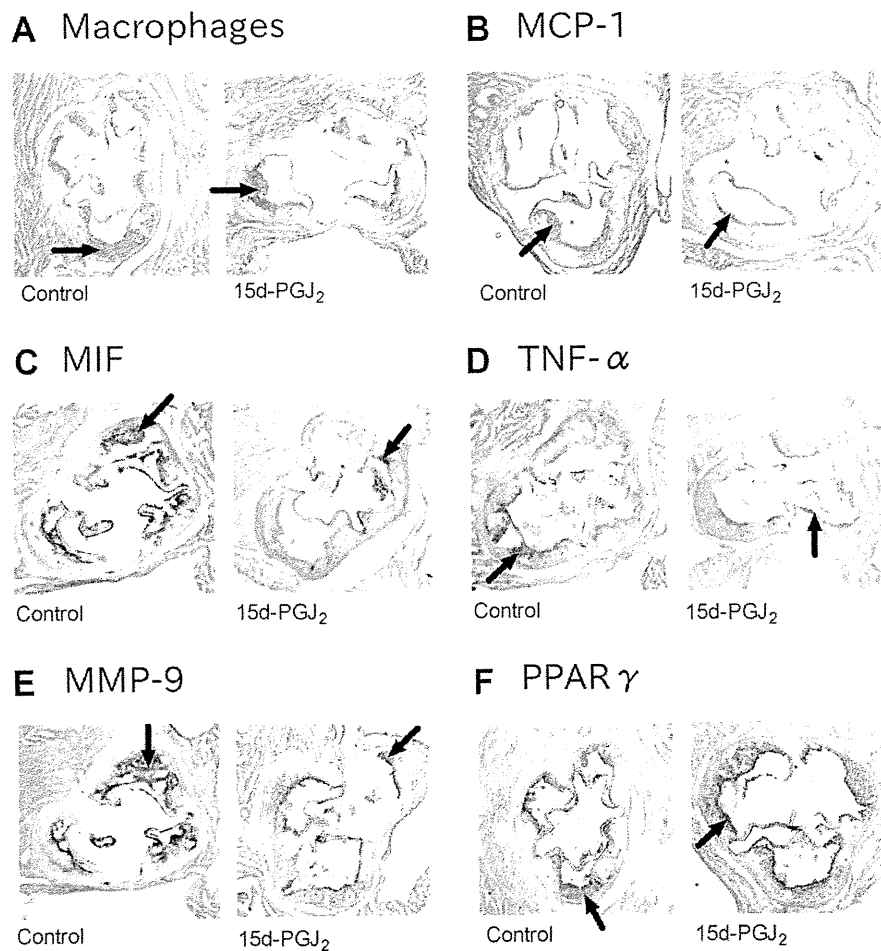 A Macrophages
B MCP-1
Control
15d-PGJ₂
Control
15d-PGJ₂
C MIF
D TNF-α
Control
15d-PGJ₂
Control
15d-PGJ₂
E MMP-9
F PPARγ
Control
15d-PGJ₂
Control
15d-PGJ₂